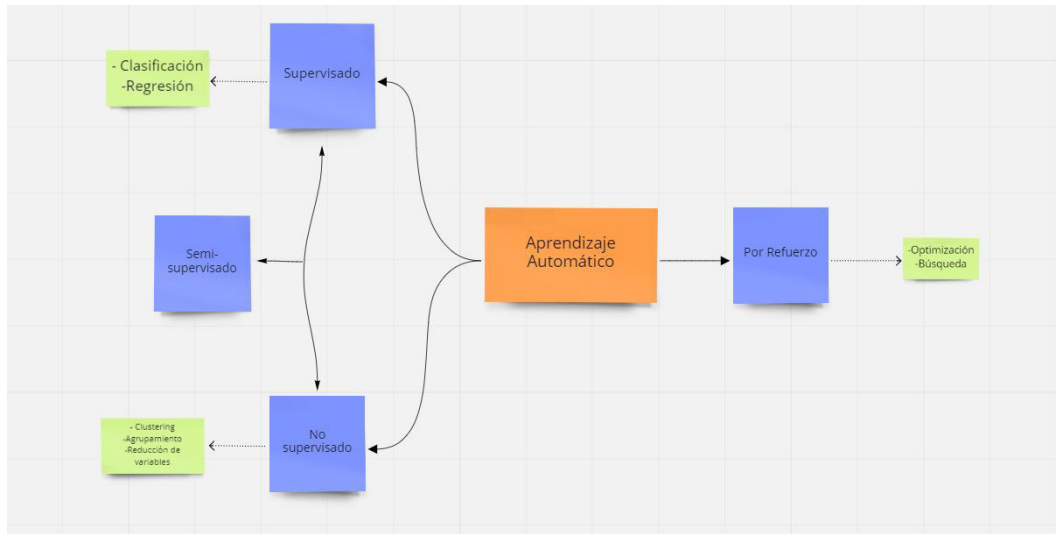 - Clasificación
-Regresión
Supervisado
Semi-
supervisado
Aprendizaje
Automático
Por Refuerzo
-Optimización
-Búsqueda
- Clustering
-Agrupamiento
-Reducción de
variables
No
supervisado